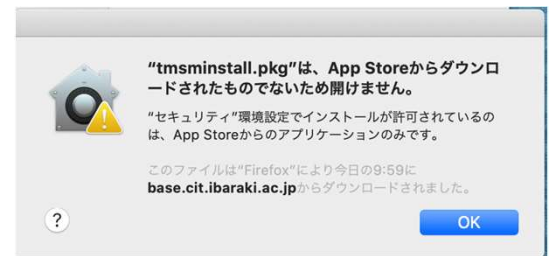 “tmsminstall.pkg”は、App Storeからダウンロ
ードされたものでないため開けません。
“セキュリティ”環境設定でインストールが許可されているの
は、App Storeからのアプリケーションのみです。
このファイルは“Firefox”により今日の9:59に
base.cit.ibaraki.ac.jpからダウンロードされました。
?
OK